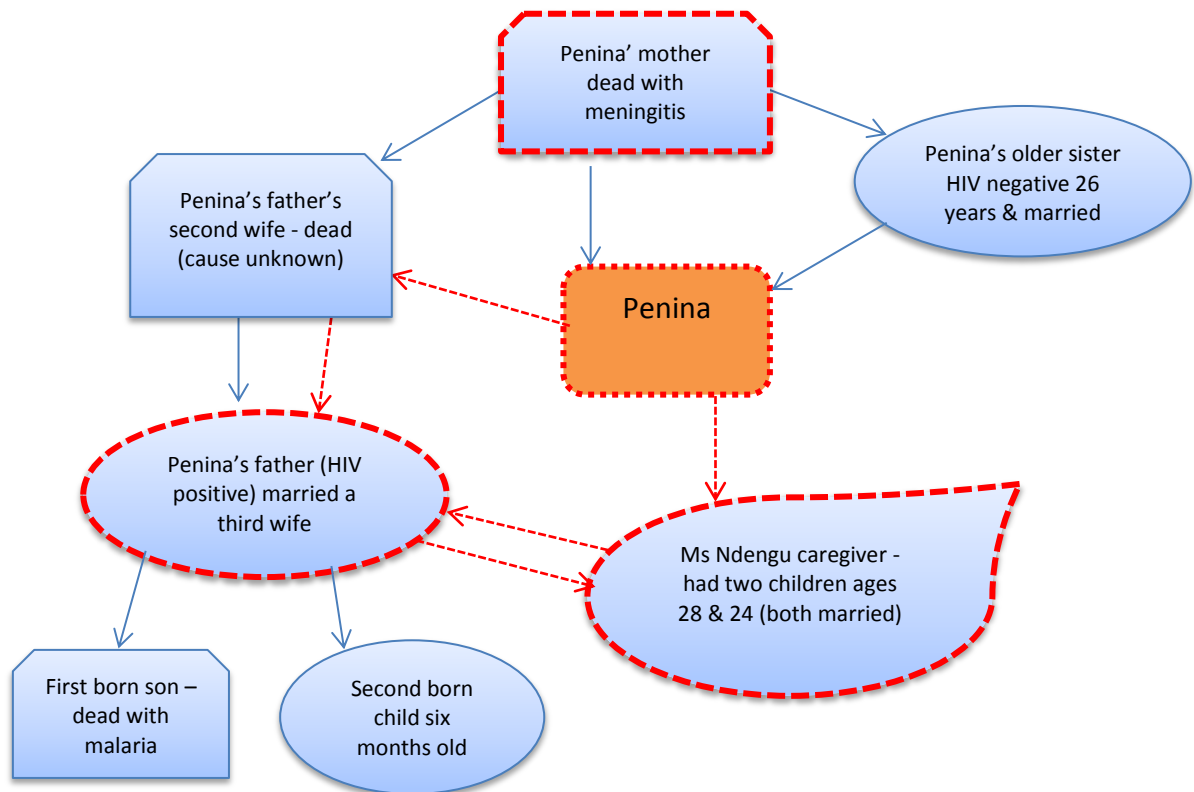 Penina' mother
dead with
meningitis
Penina's older sister
HIV negative 26
years & married
Penina’s father’s
second wife - dead
(cause unknown)
Penina
Penina’s father (HIV
positive) married a
third wife
Ms Ndengu caregiver -
had two children ages
28 & 24 (both married)
First born son –
dead with
malaria
Second born
child six
months old